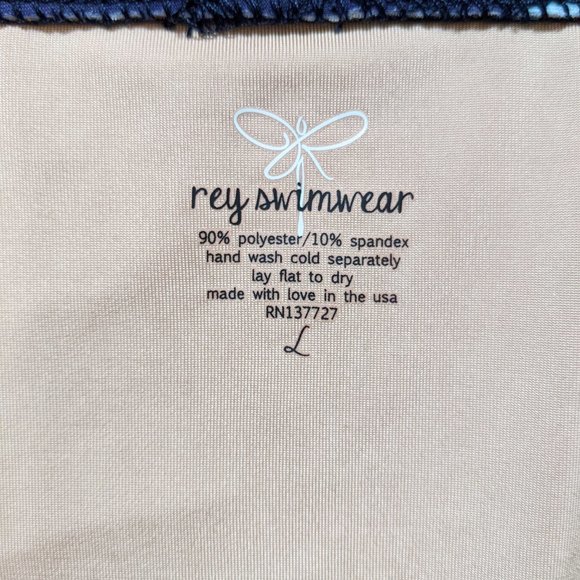 rey swimwear
90% polyester/10% spandex
hand wash cold separately
lay flat to dry
made with love in the usa
RN137727
L